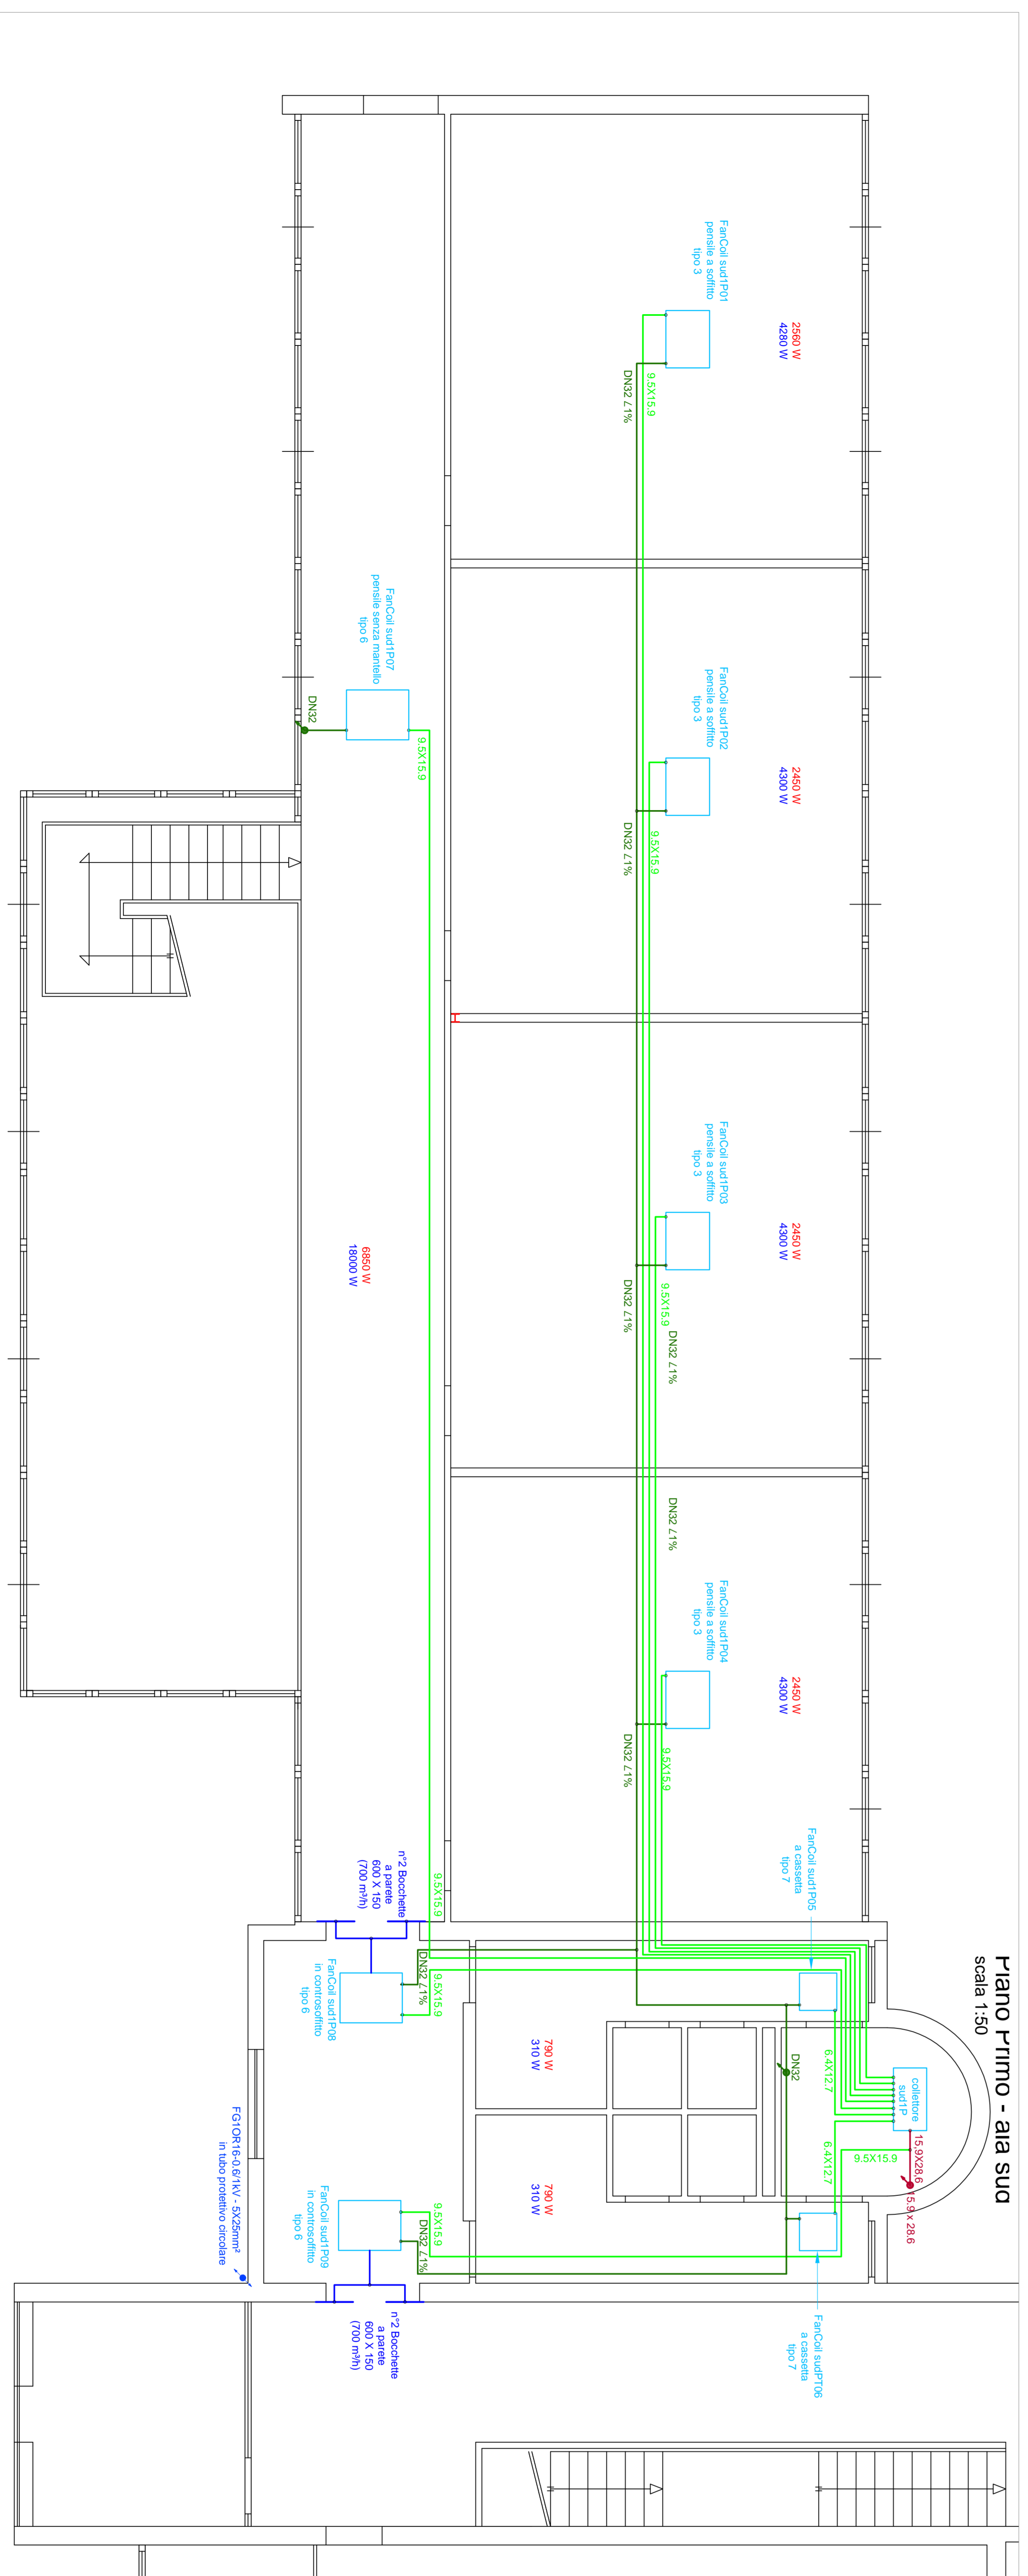 Piano Primo - ala sud
scala 1:50
FanCoil sud1P01
pensile a soffitto
tipo 3
2560 W
4280 W
9.5X15.9
DN32 ∠1%
FanCoil sud1P07
pensile senza mantello
tipo 6
DN32
9.5X15.9
FanCoil sud1P02
pensile a soffitto
tipo 3
2450 W
4300 W
9.5X15.9
DN32 ∠1%
FanCoil sud1P03
pensile a soffitto
tipo 3
2450 W
4300 W
9.5X15.9
DN32 ∠1%
DN32 ∠1%
6850 W
18000 W
DN32 ∠1%
FanCoil sud1P04
pensile a soffitto
tipo 3
2450 W
4300 W
9.5X15.9
DN32 ∠1%
FanCoil sud1P05
a cassetta
tipo 7
n°2 Bocchette
a parete
600 X 150
(700 m³/h)
9.5X15.9
FanCoil sud1P08
in controsoffitto
tipo 6
DN32 ∠1%
9.5X15.9
790 W
310 W
DN32
6.4X12.7
collettore
sud1P
15.9X28.6
9.5X15.9
15.9 x 28.6
6.4X12.7
790 W
310 W
FG1OR16-0.6/1kV - 5X25mm²
in tubo protettivo circolare
FanCoil sud1P09
in controsoffitto
tipo 6
9.5X15.9
DN32 ∠1%
n°2 Bocchette
a parete
600 X 150
(700 m³/h)
FanCoil sudPT06
a cassetta
tipo 7